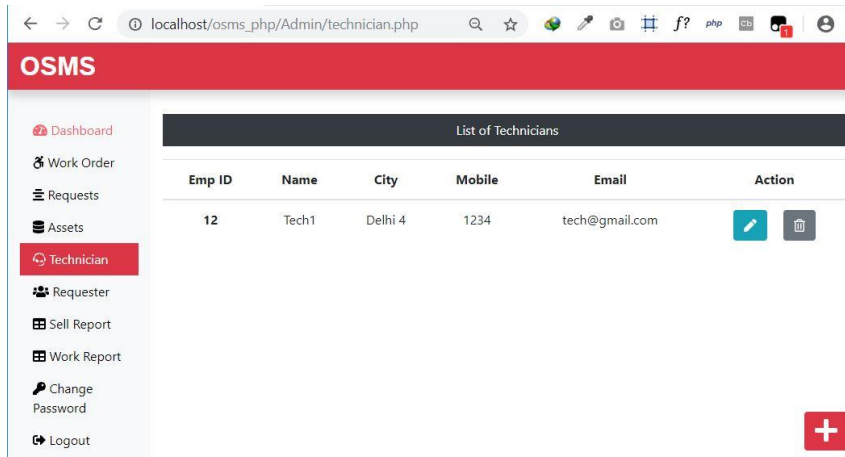 localhost/osms_php/Admin/technician.php
f? php Cb 1
OSMS
Dashboard
Work Order
Requests
Assets
Technician
Requester
Sell Report
Work Report
Change
Password
Logout
List of Technicians
Emp ID Name City Mobile Email Action
12 Tech1 Delhi 4 1234 tech@gmail.com